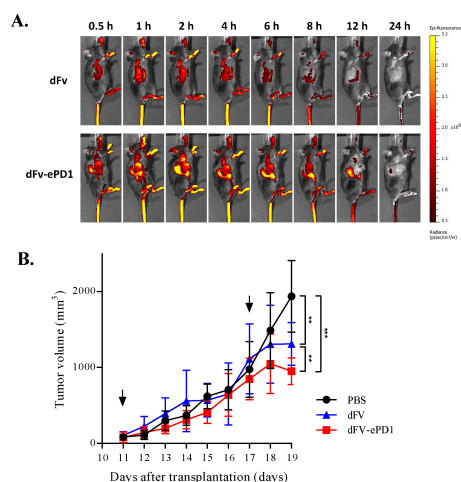 A.
0.5 h 1 h 2 h 4 h 6 h 8 h 12 h 24 h
dFv
dFv-ePD1
Epi-fluorescence
3.5
3.0
2.5
2.0
x10⁸
1.5
1.0
0.5
Radiance
(p/sec/cm²/sr)
B.
Tumor volume (mm³)
2000
1000
0
10 11 12 13 14 15 16 17 18 19
Days after transplantation (days)
**
**
***
PBS
dFV
dFV-ePD1